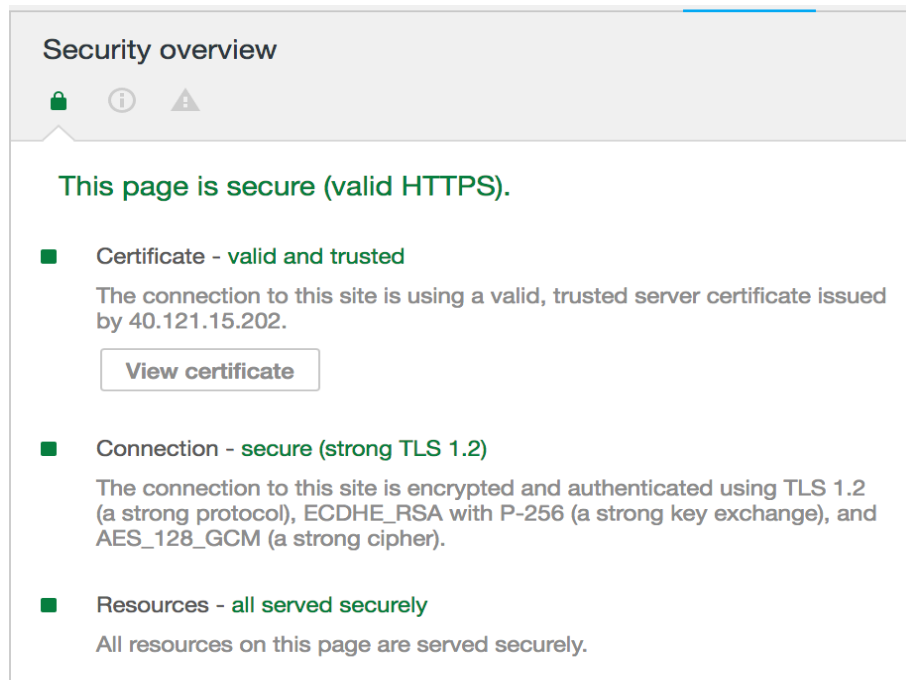 Security overview
This page is secure (valid HTTPS).
Certificate - valid and trusted
The connection to this site is using a valid, trusted server certificate issued
by 40.121.15.202.
View certificate
Connection - secure (strong TLS 1.2)
The connection to this site is encrypted and authenticated using TLS 1.2
(a strong protocol), ECDHE_RSA with P-256 (a strong key exchange), and
AES_128_GCM (a strong cipher).
Resources - all served securely
All resources on this page are served securely.